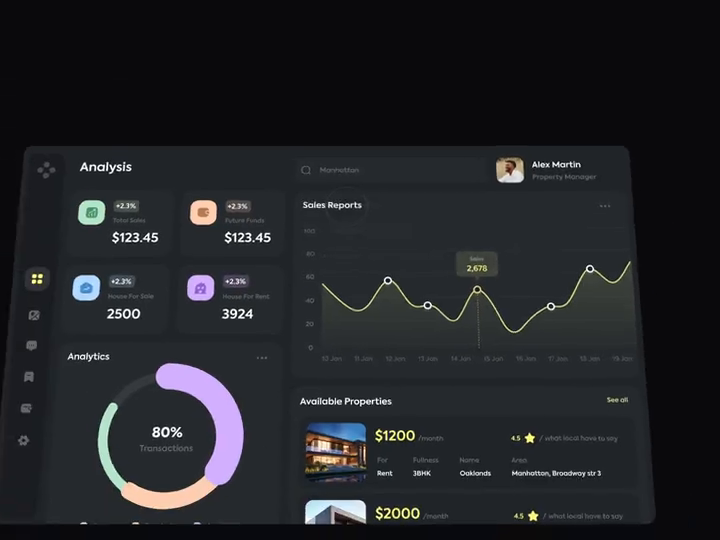 Analysis
Manhattan
Alex Martin
Property Manager
+2.3%
Total Sales
$123.45
+2.3%
Future Funds
$123.45
+2.3%
House For Sale
2500
+2.3%
House For Rent
3924
Sales Reports
100
80
60
40
20
0
Sales
2,678
10 Jan 11 Jan 12 Jan 13 Jan 14 Jan 15 Jan 16 Jan 17 Jan 18 Jan 19 Jan
Analytics
80%
Transactions
Available Properties
See all
$1200 /month
4.5 / what local have to say
For Fullness Name Area
Rent 3BHK Oaklands Manhattan, Broadway str 3
$2000 /month
4.5 / what local have to say